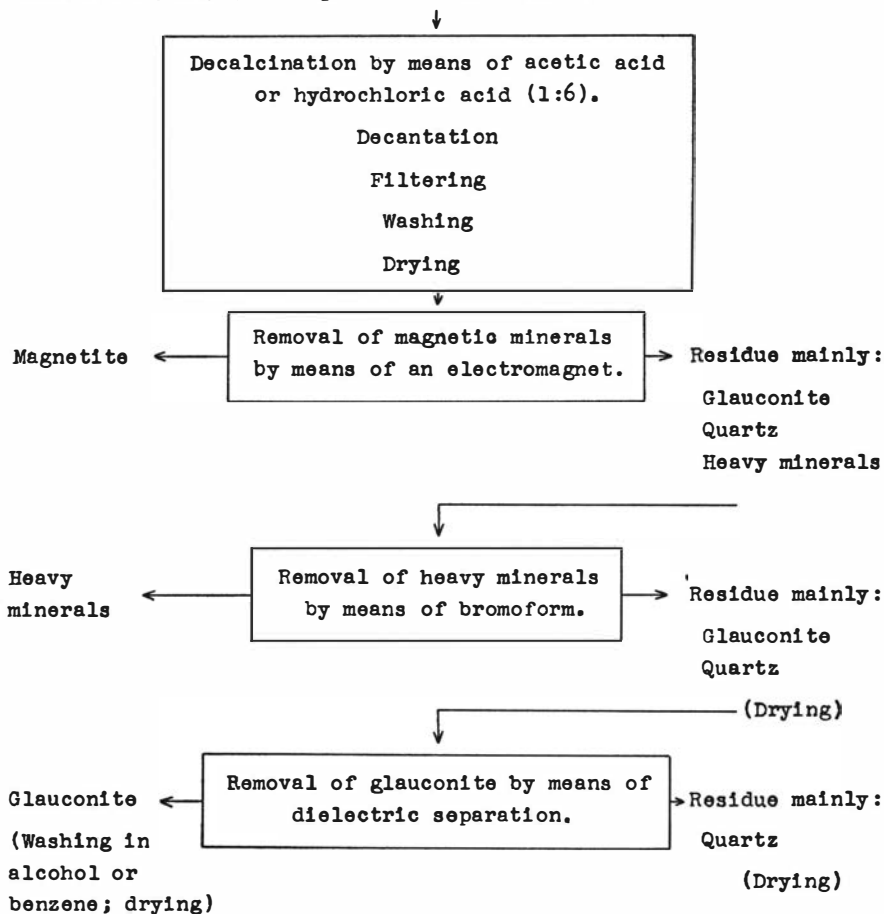 Decalcination by means of acetic acid
or hydrochloric acid (1:6).
Decantation
Filtering
Washing
Drying
Magnetite
Removal of magnetic minerals
by means of an electromagnet.
Residue mainly:
Glauconite
Quartz
Heavy minerals
Heavy
minerals
Removal of heavy minerals
by means of bromoform.
Residue mainly:
Glauconite
Quartz
(Drying)
Glauconite
(Washing in
alcohol or
benzene; drying)
Removal of glauconite by means of
dielectric separation.
Residue mainly:
Quartz
(Drying)